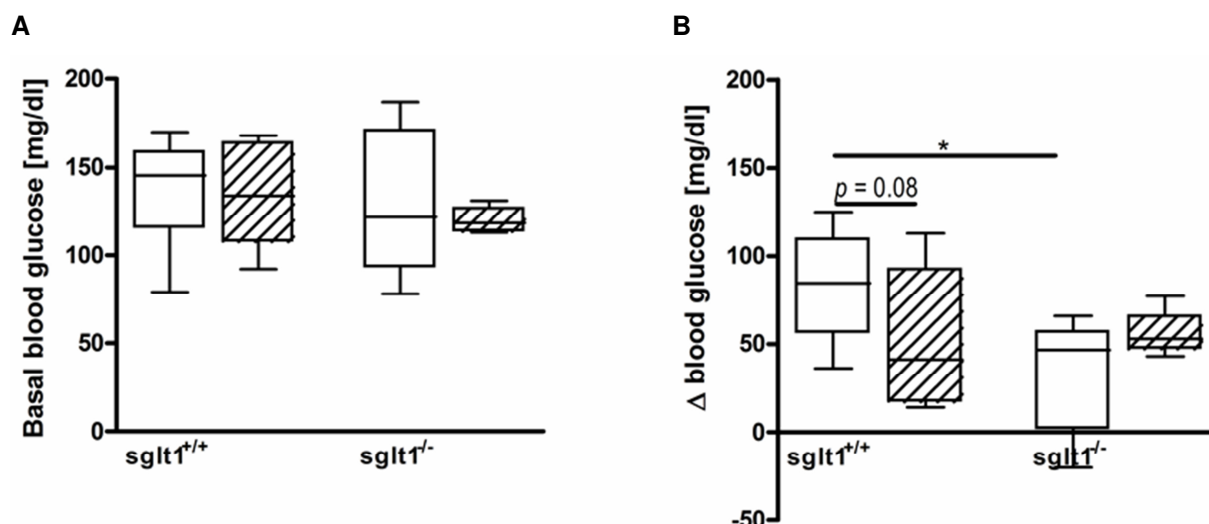 A
Basal blood glucose [mg/dl]
200
150
100
50
0
sglt1+/+
sglt1-/-
B
Δ blood glucose [mg/dl]
200
150
100
50
0
-50
*
p = 0.08
sglt1+/+
sglt1-/-